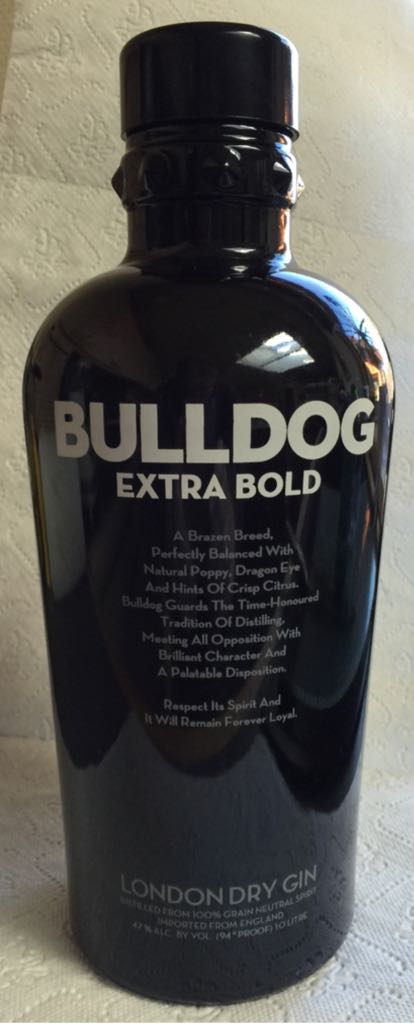 BULLDOG
EXTRA BOLD
A Brazen Breed,
Perfectly Balanced With
Natural Poppy, Dragon Eye
And Hints Of Crisp Citrus.
Bulldog Guards The Time-Honoured
Tradition Of Distilling,
Meeting All Opposition With
Brilliant Character And
A Palatable Disposition.
Respect Its Spirit And
It Will Remain Forever Loyal.
LONDON DRY GIN
DISTILLED FROM 100% GRAIN NEUTRAL SPIRIT
IMPORTED FROM ENGLAND
47% ALC. BY VOL. (94° PROOF) 1.0 LITRE